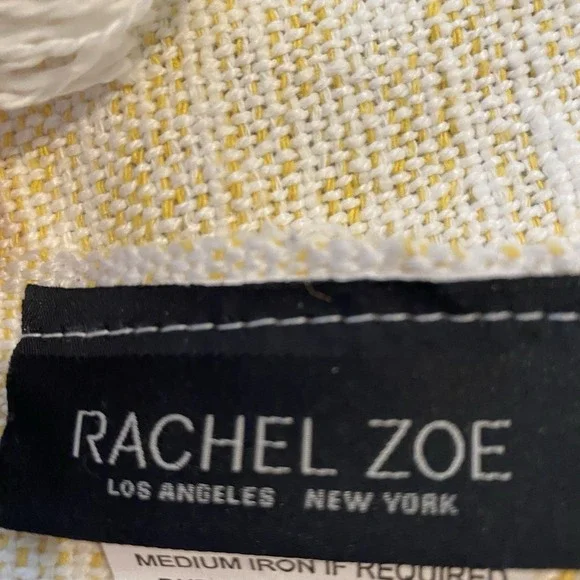 RACHEL ZOE
LOS ANGELES NEW YORK
MEDIUM IRON IF REQUIRED